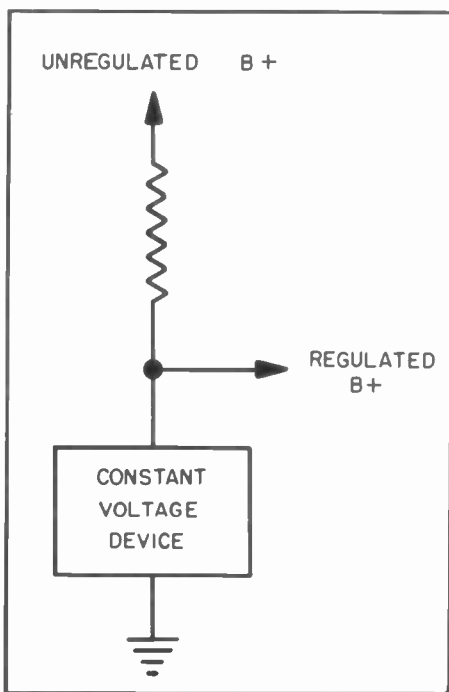 UNREGULATED B+
REGULATED
B+
CONSTANT
VOLTAGE
DEVICE